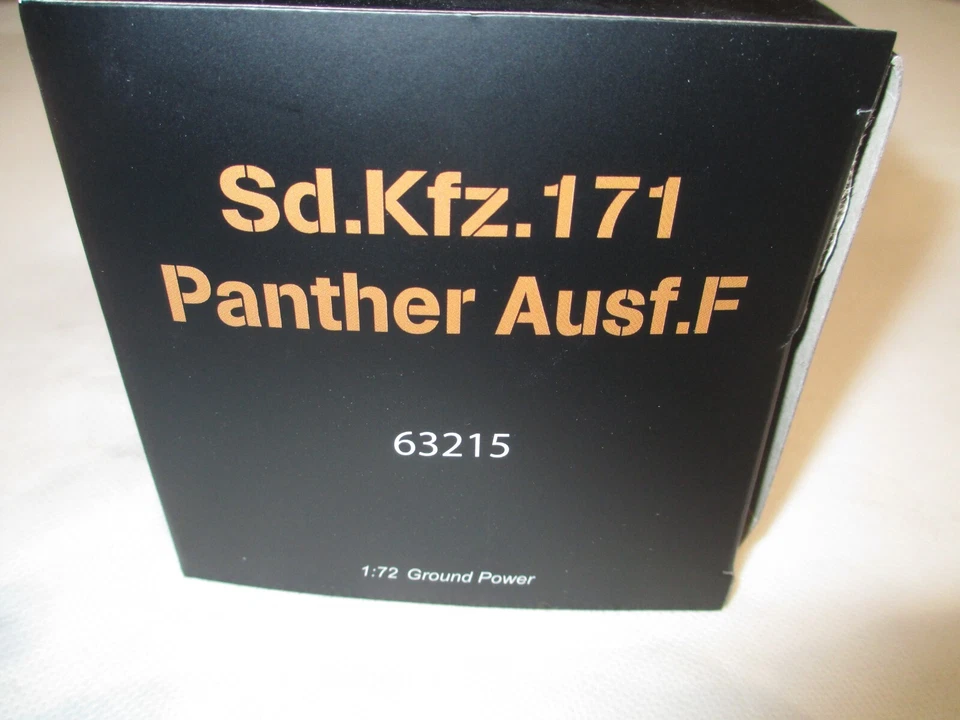 Sd.Kfz.171
Panther Ausf.F
63215
1:72 Ground Power